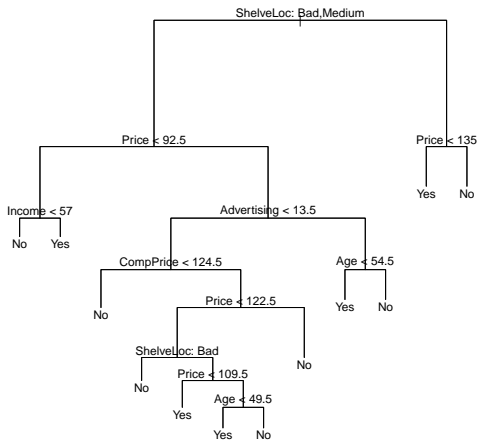 ShelveLoc: Bad,Medium
Price < 92.5
Price < 135
Yes
No
Income < 57
No
Yes
Advertising < 13.5
CompPrice < 124.5
Age < 54.5
No
Price < 122.5
Yes
No
ShelveLoc: Bad
No
No
Price < 109.5
Yes
Age < 49.5
Yes
No